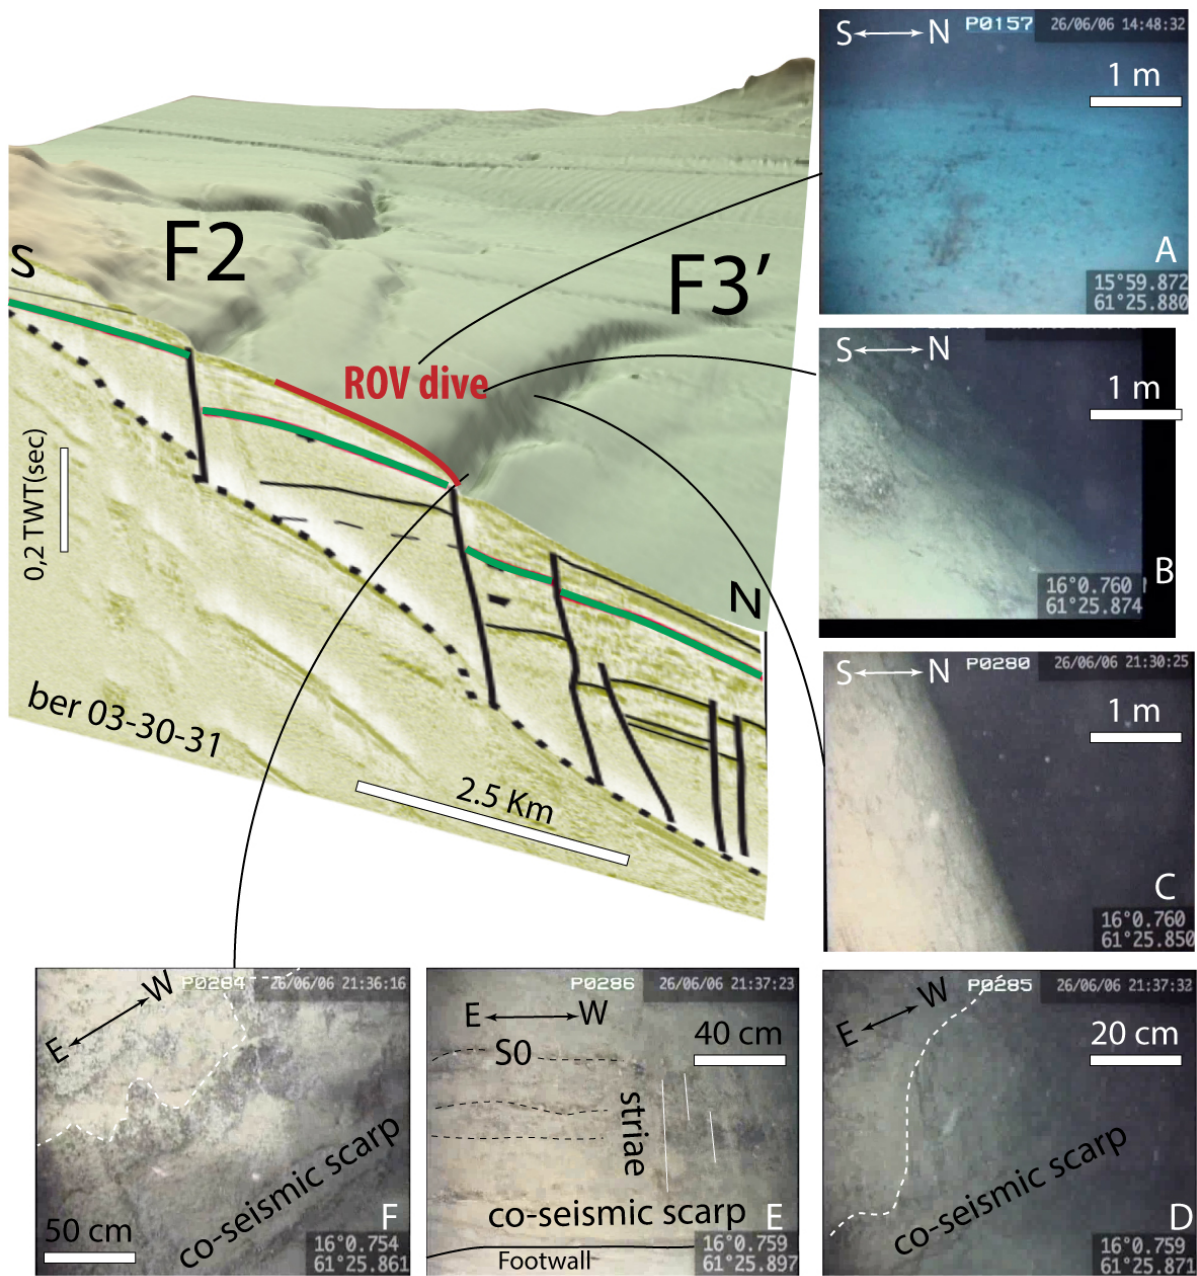 S
F2
F3’
ROV dive
0,2 TWT(sec)
N
ber 03-30-31
2.5 Km
S N
P0157
26/06/06 14:48:32
1 m
A
15°59.872
61°25.880
S N
1 m
B
16°0.760
61°25.874
S N
P0280
26/06/06 21:30:25
1 m
C
16°0.760
61°25.850
P0284
26/06/06 21:36:16
E W
co-seismic scarp
50 cm
F
16°0.754
61°25.861
P0286
26/06/06 21:37:23
E W
40 cm
S0
striae
co-seismic scarp
E
Footwall
16°0.759
61°25.897
P0285
26/06/06 21:37:32
E W
20 cm
co-seismic scarp
D
16°0.759
61°25.871